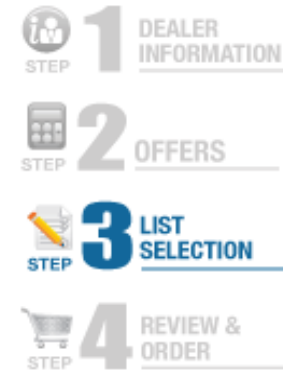 STEP 1 DEALER
INFORMATION
STEP 2 OFFERS
STEP 3 LIST
SELECTION
STEP 4 REVIEW &
ORDER